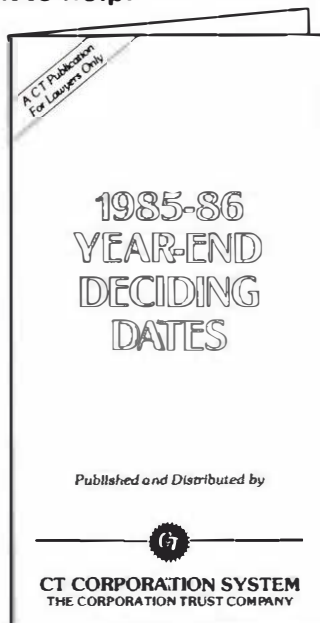 A CT Publication
For Lawyers Only
1985-86
YEAR-END
DECIDING
DATES
Published and Distributed by
CT
CT CORPORATION SYSTEM
THE CORPORATION TRUST COMPANY